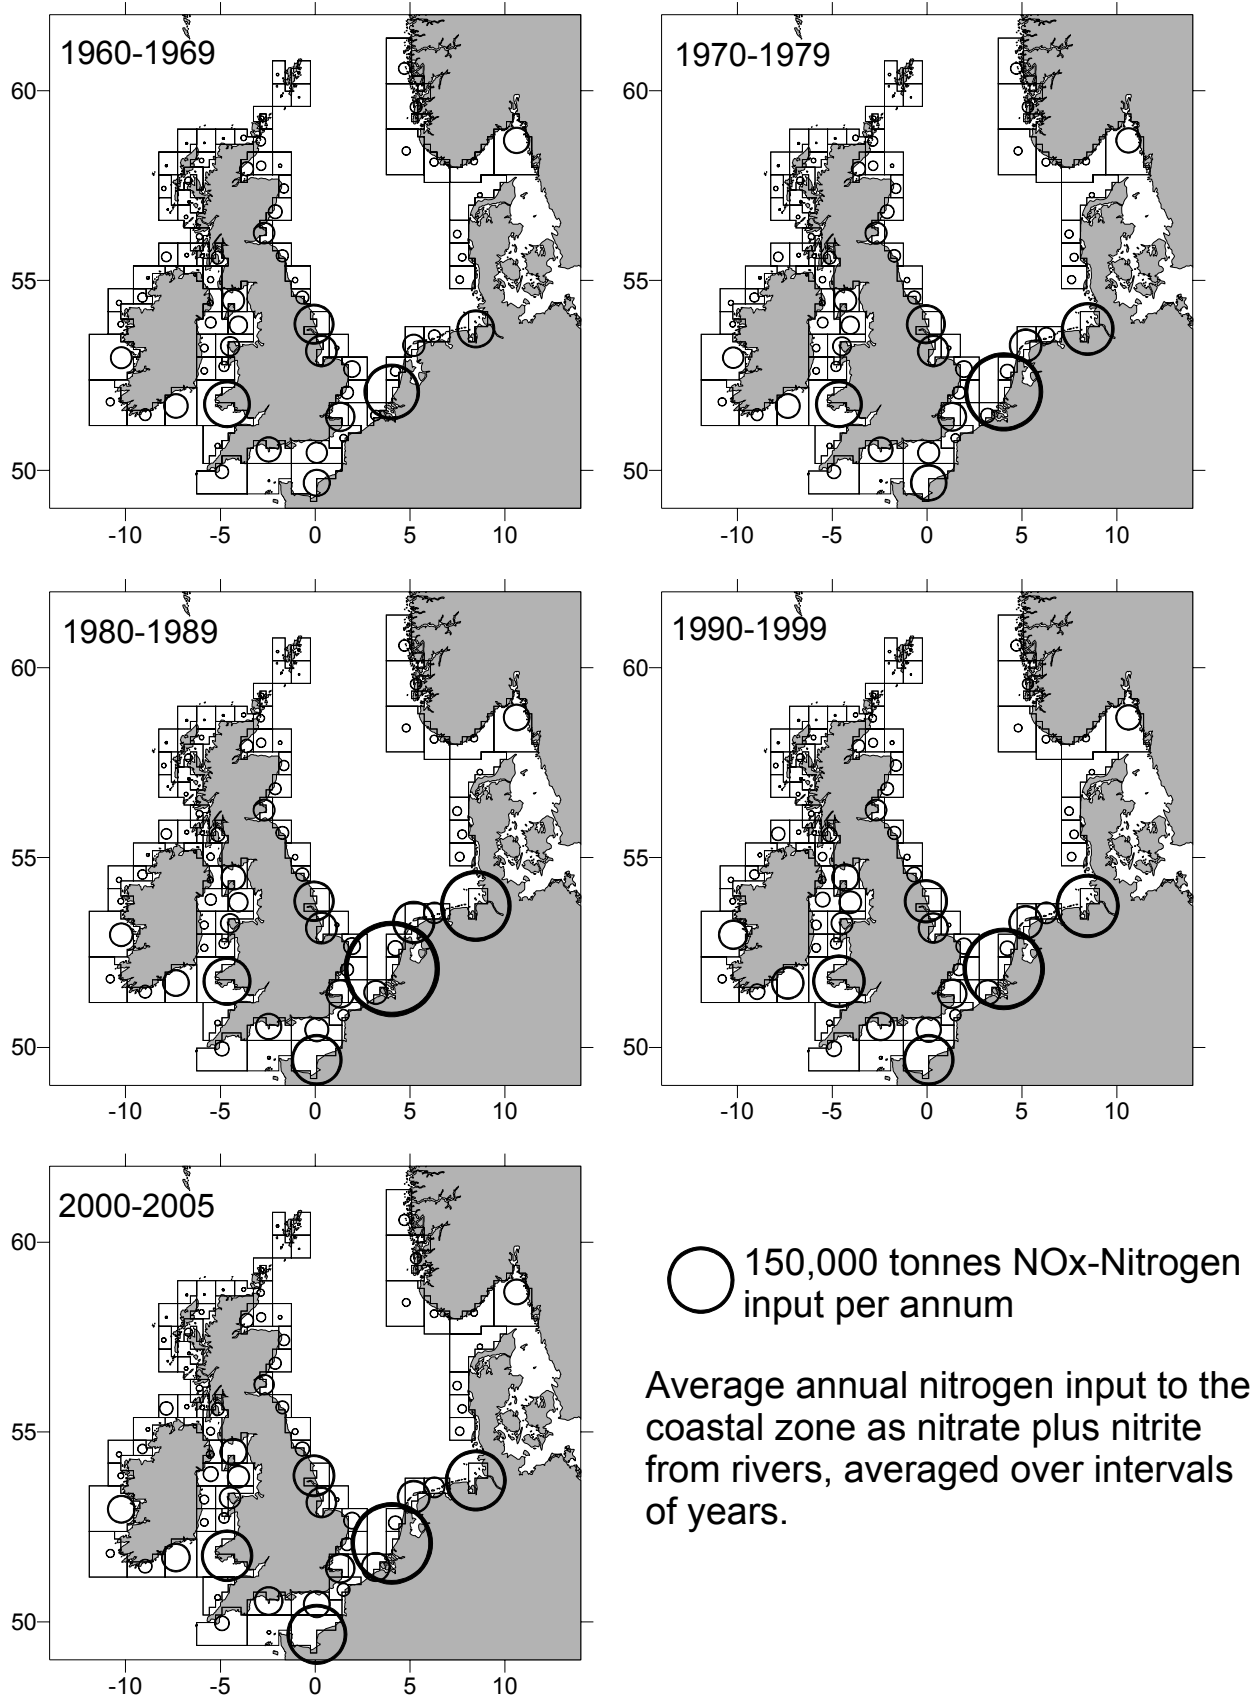 1960-1969
60
55
50
-10 -5 0 5 10
1970-1979
60
55
50
-10 -5 0 5 10
1980-1989
60
55
50
-10 -5 0 5 10
1990-1999
60
55
50
-10 -5 0 5 10
2000-2005
60
55
50
-10 -5 0 5 10
150,000 tonnes NOx-Nitrogen
input per annum
Average annual nitrogen input to the
coastal zone as nitrate plus nitrite
from rivers, averaged over intervals
of years.